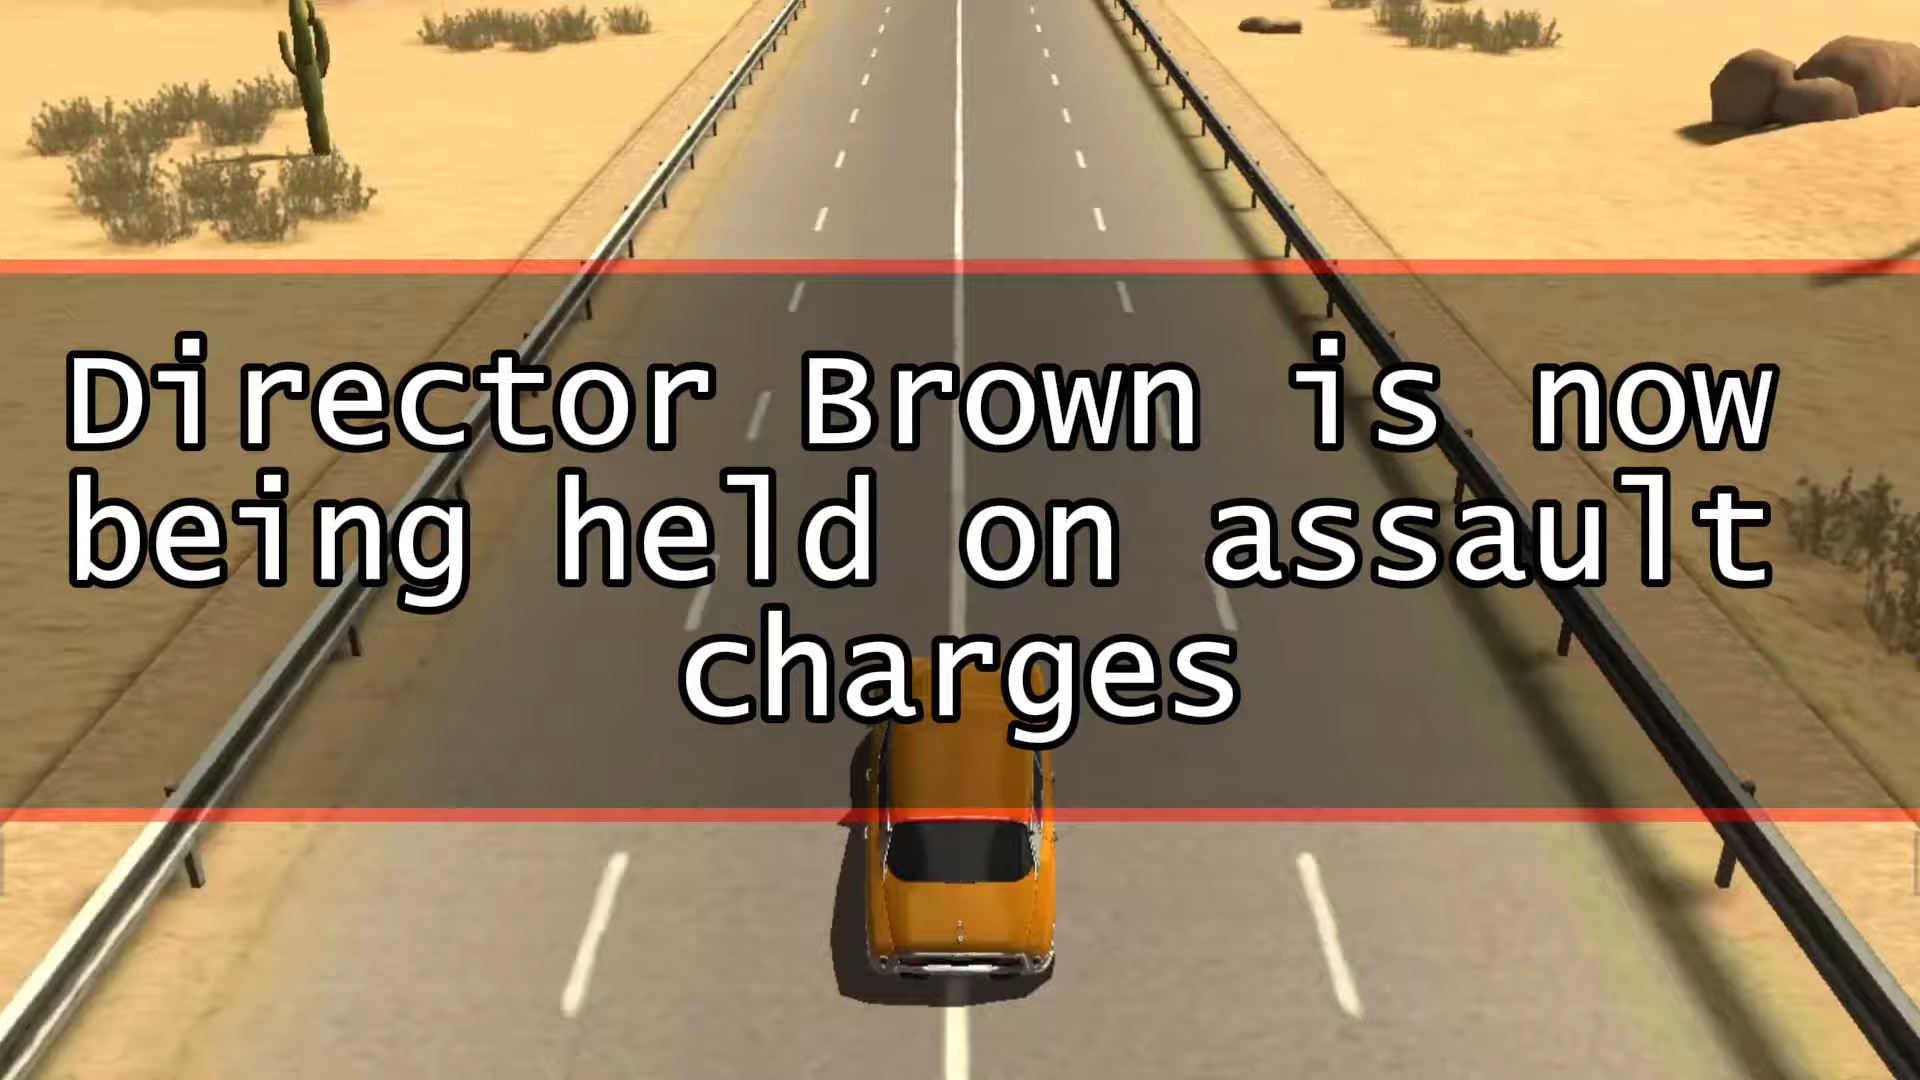 Director Brown is now
being held on assault
charges